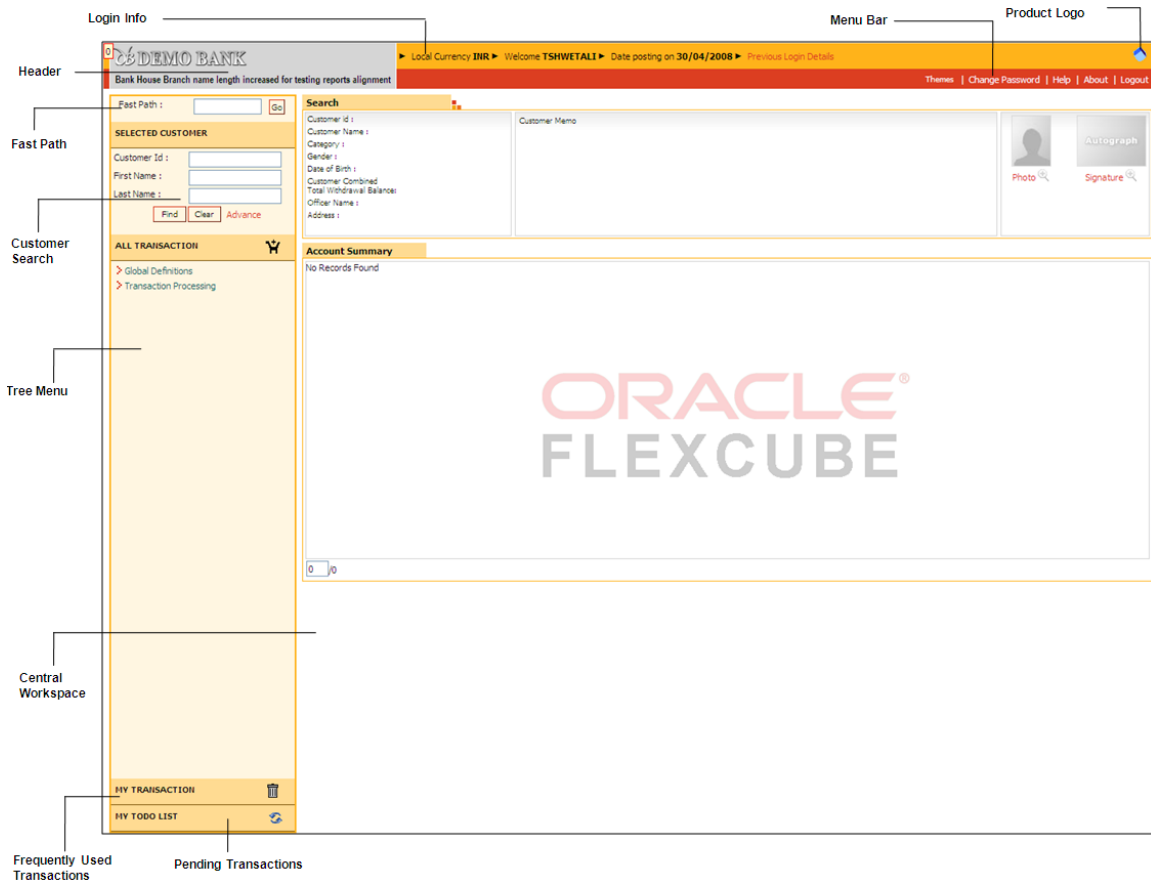 Login Info
Menu Bar
Product Logo
Header
Fast Path
Customer
Search
Tree Menu
Central
Workspace
Frequently Used
Transactions
Pending Transactions
0
DEMO BANK
Bank House Branch name length increased for testing reports alignment
Local Currency INR Welcome TSHWETALI Date posting on 30/04/2008 Previous Login Details
Themes | Change Password | Help | About | Logout
Fast Path : Go
SELECTED CUSTOMER
Customer Id :
First Name :
Last Name :
Find Clear Advance
ALL TRANSACTION
Global Definitions
Transaction Processing
MY TRANSACTION
MY TODO LIST
Search
Customer Id :
Customer Name :
Category :
Gender :
Date of Birth :
Customer Combined
Total Withdrawal Balance:
Officer Name :
Address :
Customer Memo
Autograph
Photo
Signature
Account Summary
No Records Found
ORACLE®
FLEXCUBE
0 /0